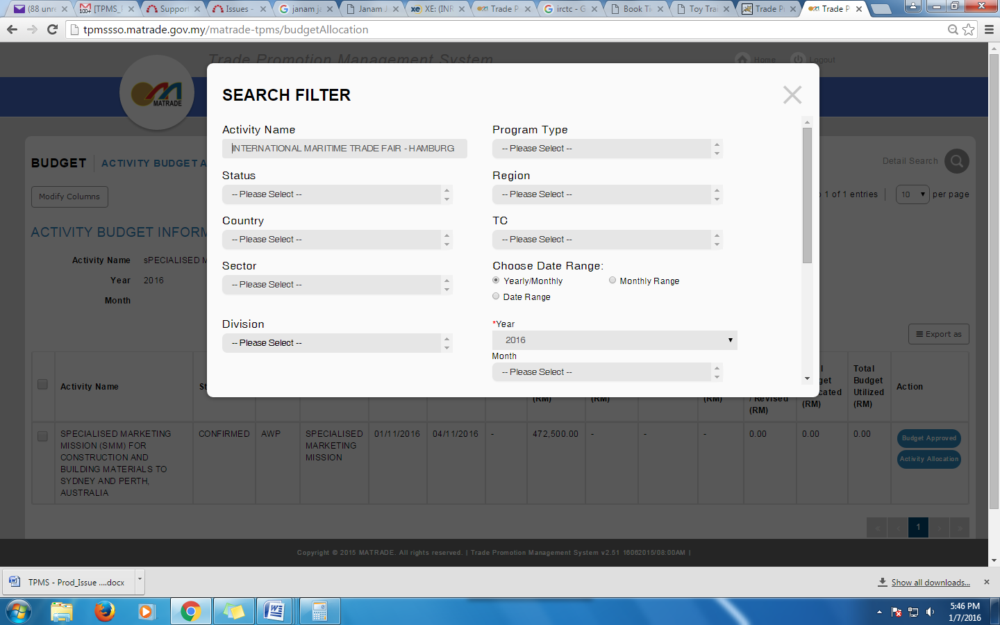 (88 unre
[TPMS_
Support
Issues -
janam ja
Janam J
XE: (INR
Trade P
irctc - G
Book Ti
Toy Tra
Trade P
Trade P
tpmssso.matrade.gov.my/matrade-tpms/budgetAllocation
Trade Promotion Management System
Home
Logout
MATRADE
SEARCH FILTER
Activity Name
Program Type
INTERNATIONAL MARITIME TRADE FAIR - HAMBURG
-- Please Select --
Status
Region
-- Please Select --
-- Please Select --
Country
TC
-- Please Select --
-- Please Select --
Sector
Choose Date Range:
-- Please Select --
Yearly/Monthly
Monthly Range
Date Range
Division
*Year
-- Please Select --
2016
Month
-- Please Select --
BUDGET
ACTIVITY BUDGET A
Detail Search
Modify Columns
1 of 1 entries
10
per page
ACTIVITY BUDGET INFORM
Activity Name
sPECIALISED M
Year
2016
Month
Export as
Activity Name
St
(RM)
(RM)
(RM)
/ Revised
(RM)
l
get
cated
(RM)
Total
Budget
Utilized
(RM)
Action
SPECIALISED MARKETING
MISSION (SMM) FOR
CONSTRUCTION AND
BUILDING MATERIALS TO
SYDNEY AND PERTH,
AUSTRALIA
CONFIRMED
AWP
SPECIALISED
MARKETING
MISSION
01/11/2016
04/11/2016
-
472,500.00
-
-
-
0.00
0.00
0.00
Budget Approved
Activity Allocation
« ‹ 1 › »
Copyright © 2015 MATRADE. All rights reserved. | Trade Promotion Management System v2.51 16062015/08:00AM |
TPMS - Prod_Issue ....docx
Show all downloads...
5:46 PM
1/7/2016